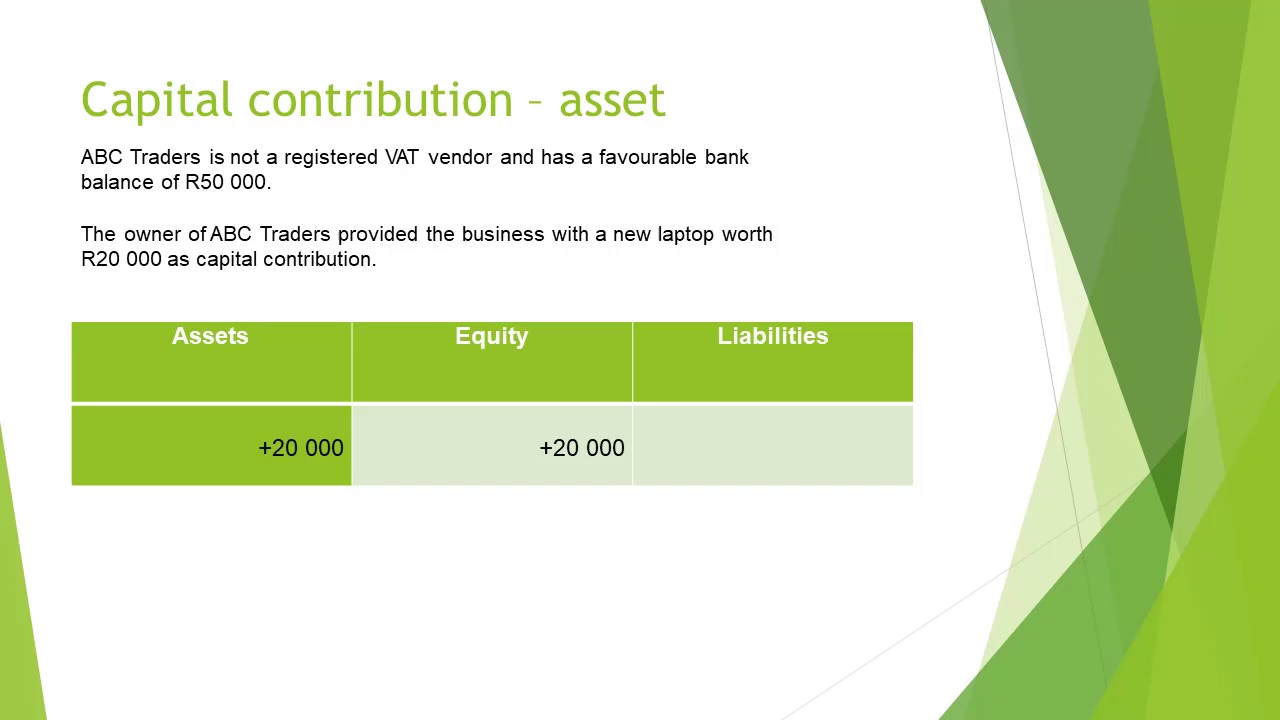 Capital contribution – asset
ABC Traders is not a registered VAT vendor and has a favourable bank
balance of R50 000.
The owner of ABC Traders provided the business with a new laptop worth
R20 000 as capital contribution.
Assets Equity Liabilities
+20 000 +20 000